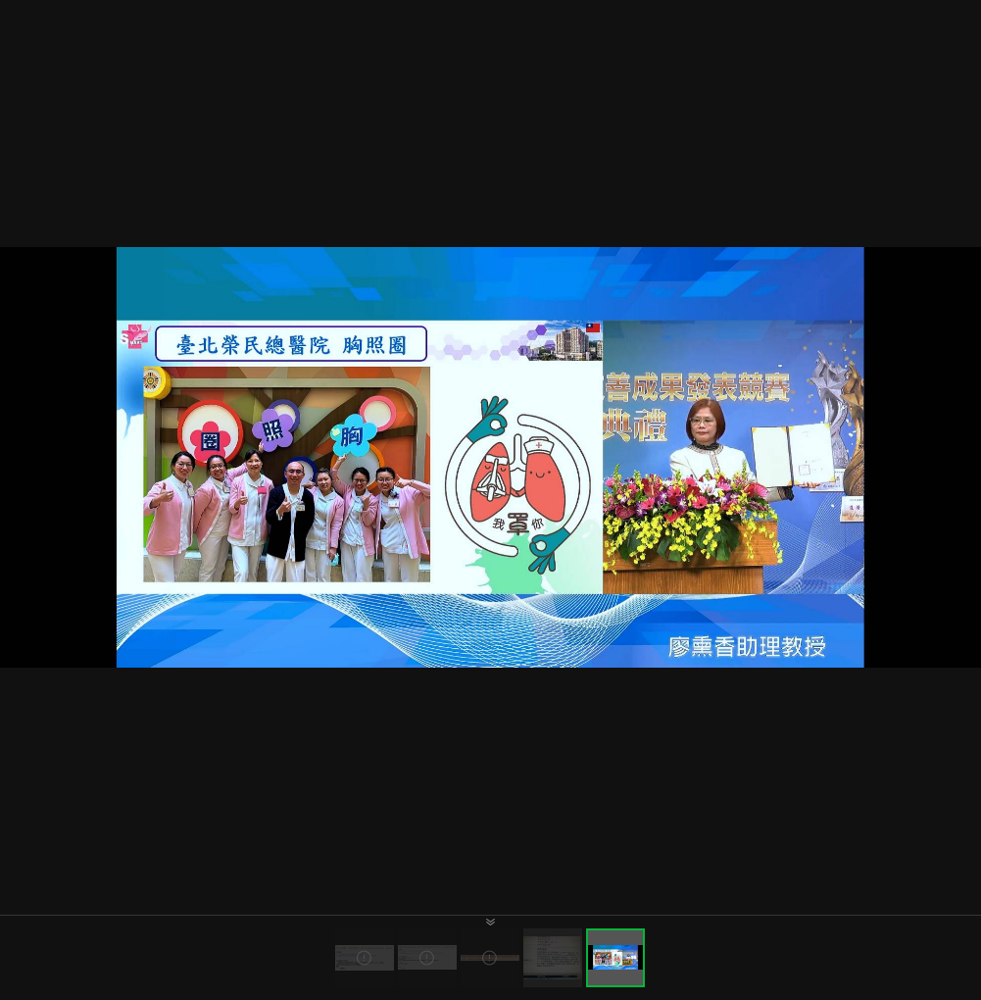 臺北榮民總醫院 胸照圈
圈 照 胸
我罩你
善成果發表競賽
典禮
廖熏香助理教授